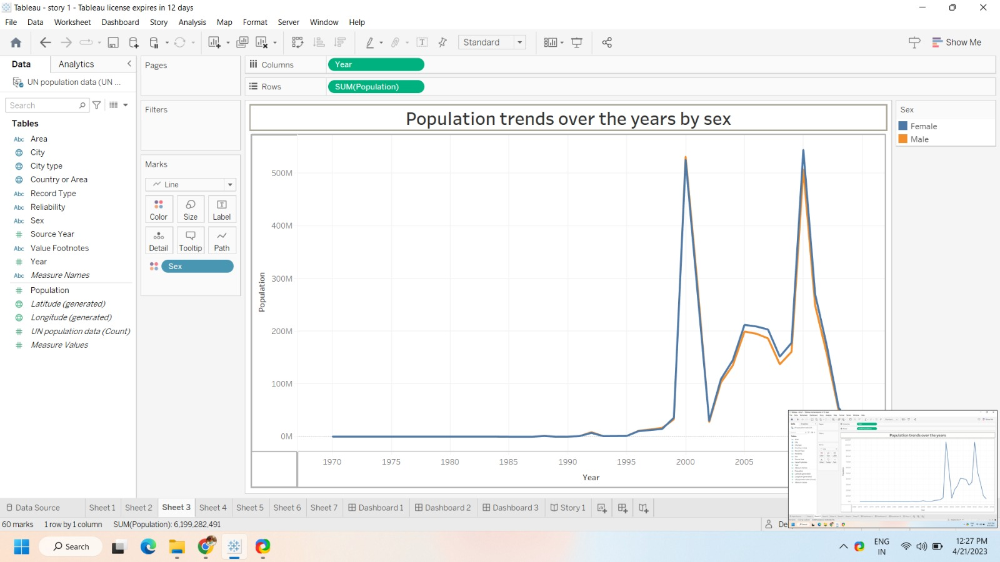 Tableau - story 1 - Tableau license expires in 12 days
File Data Worksheet Dashboard Story Analysis Map Format Server Window Help
Standard
Show Me
Data Analytics
UN population data (UN ...
Search
Tables
Abc Area
City
City type
Country or Area
Abc Record Type
Abc Reliability
Abc Sex
# Source Year
Abc Value Footnotes
# Year
Abc Measure Names
# Population
Latitude (generated)
Longitude (generated)
# UN population data (Count)
# Measure Values
Pages
Filters
Marks
Line
Color Size Label
Detail Tooltip Path
Sex
Columns Year
Rows SUM(Population)
Population trends over the years by sex
Population
500M
400M
300M
200M
100M
0M
1970 1975 1980 1985 1990 1995 2000 2005
Year
Sex
Female
Male
Population trends over the years
Data Source Sheet 1 Sheet 2 Sheet 3 Sheet 4 Sheet 5 Sheet 6 Sheet 7 Dashboard 1 Dashboard 2 Dashboard 3 Story 1
60 marks 1 row by 1 column SUM(Population): 6,199,282,491
De
Search
ENG
IN
12:27 PM
4/21/2023